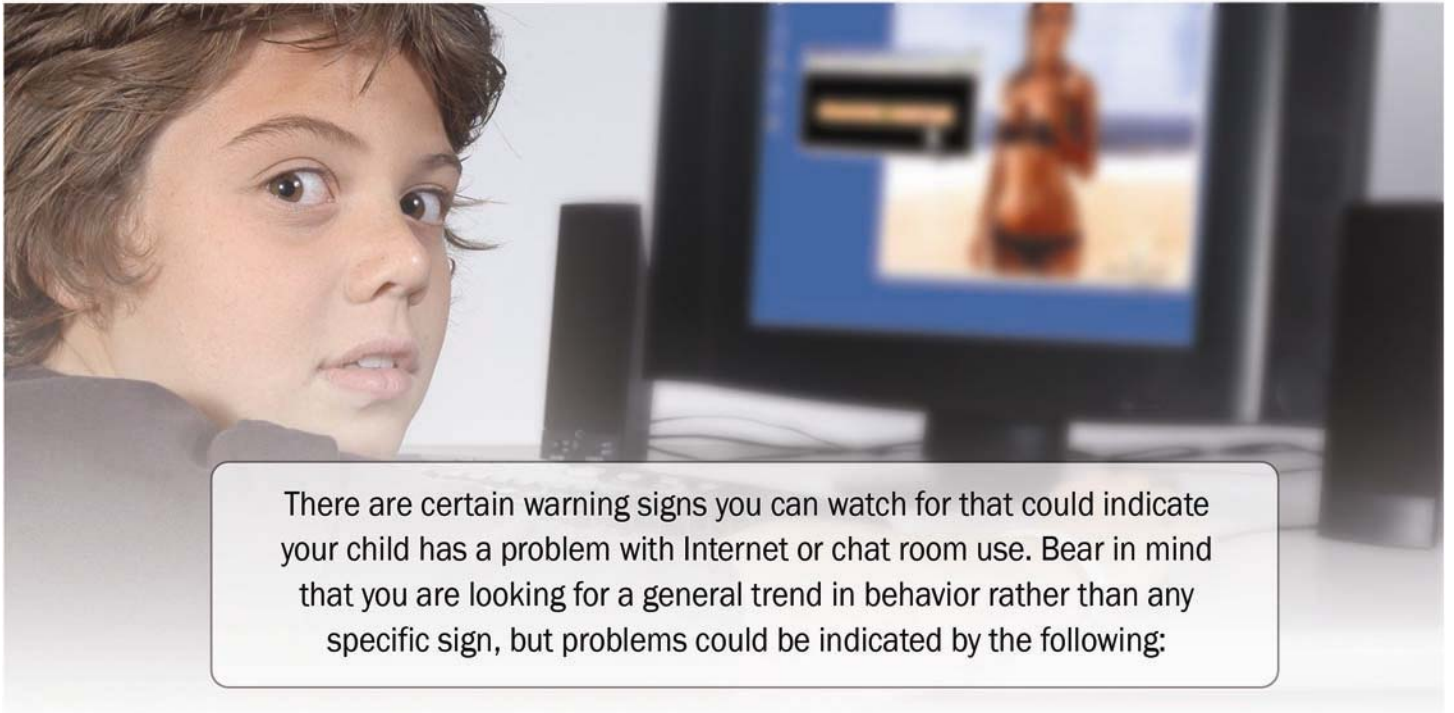 There are certain warning signs you can watch for that could indicate
your child has a problem with Internet or chat room use. Bear in mind
that you are looking for a general trend in behavior rather than any
specific sign, but problems could be indicated by the following: